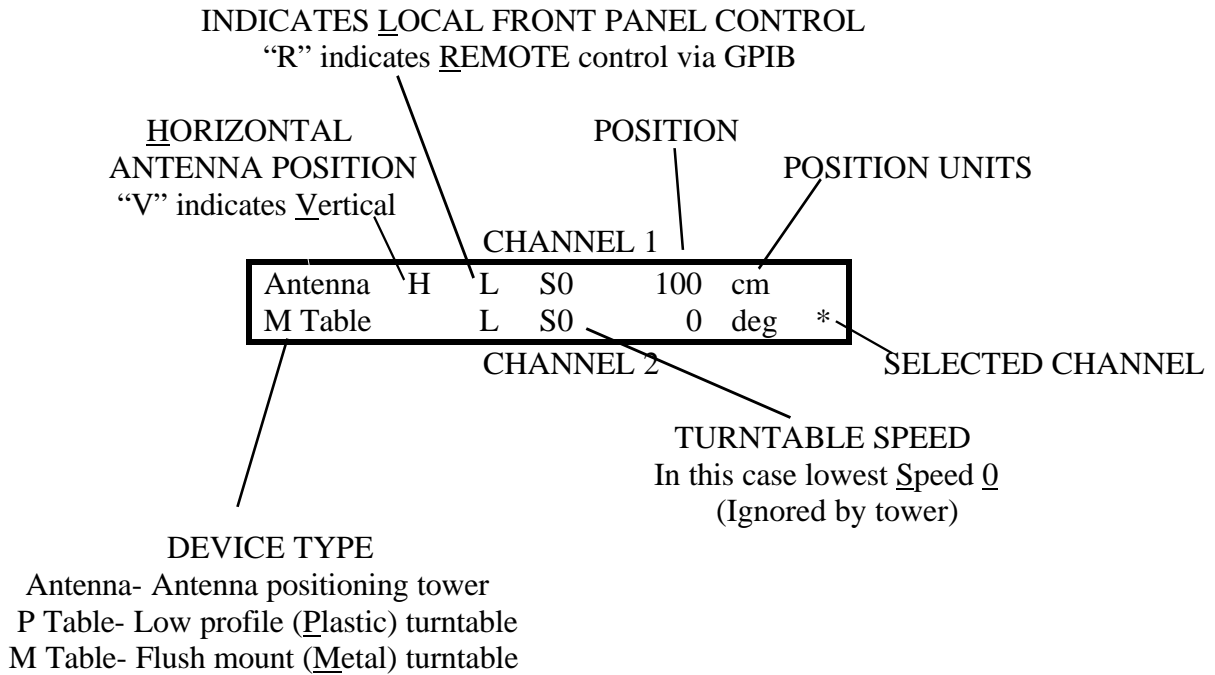 INDICATES LOCAL FRONT PANEL CONTROL
“R” indicates REMOTE control via GPIB
HORIZONTAL
ANTENNA POSITION
“V” indicates Vertical
POSITION
POSITION UNITS
CHANNEL 1
Antenna H L S0 100 cm
M Table L S0 0 deg *
CHANNEL 2
SELECTED CHANNEL
TURNTABLE SPEED
In this case lowest Speed 0
(Ignored by tower)
DEVICE TYPE
Antenna- Antenna positioning tower
P Table- Low profile (Plastic) turntable
M Table- Flush mount (Metal) turntable